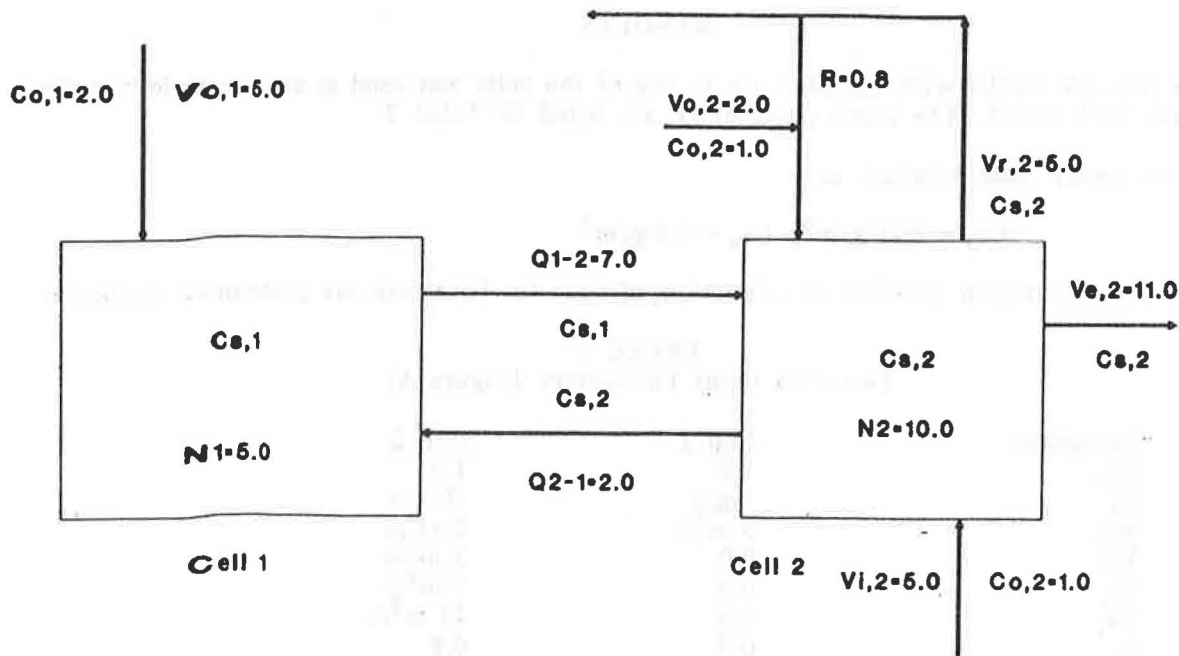 R=0.8
Co,1=2.0
Vo,1=5.0
Vo,2=2.0
Co,2=1.0
Vr,2=5.0
Cs,2
Q1-2=7.0
Cs,1
Cs,1
Cs,2
Q2-1=2.0
N1=5.0
Cell 1
Cs,2
N2=10.0
Cell 2
Ve,2=11.0
Cs,2
Vi,2=5.0
Co,2=1.0